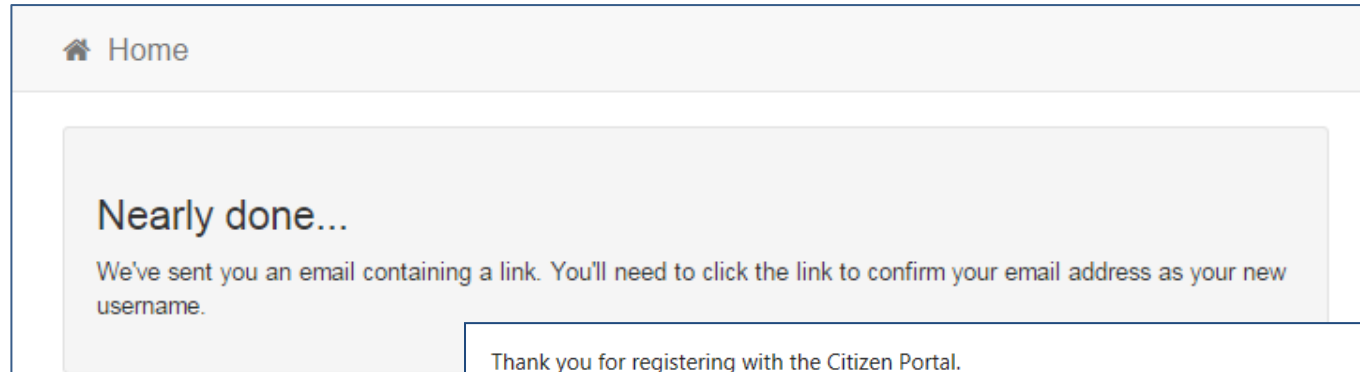 Home
Nearly done...
We've sent you an email containing a link. You'll need to click the link to confirm your email address as your new
username.
Thank you for registering with the Citizen Portal.